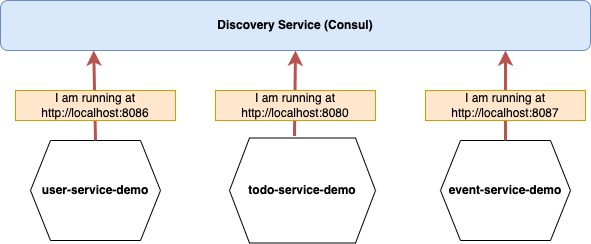 Discovery Service (Consul)
I am running at
http://localhost:8086
I am running at
http://localhost:8080
I am running at
http://localhost:8087
user-service-demo
todo-service-demo
event-service-demo